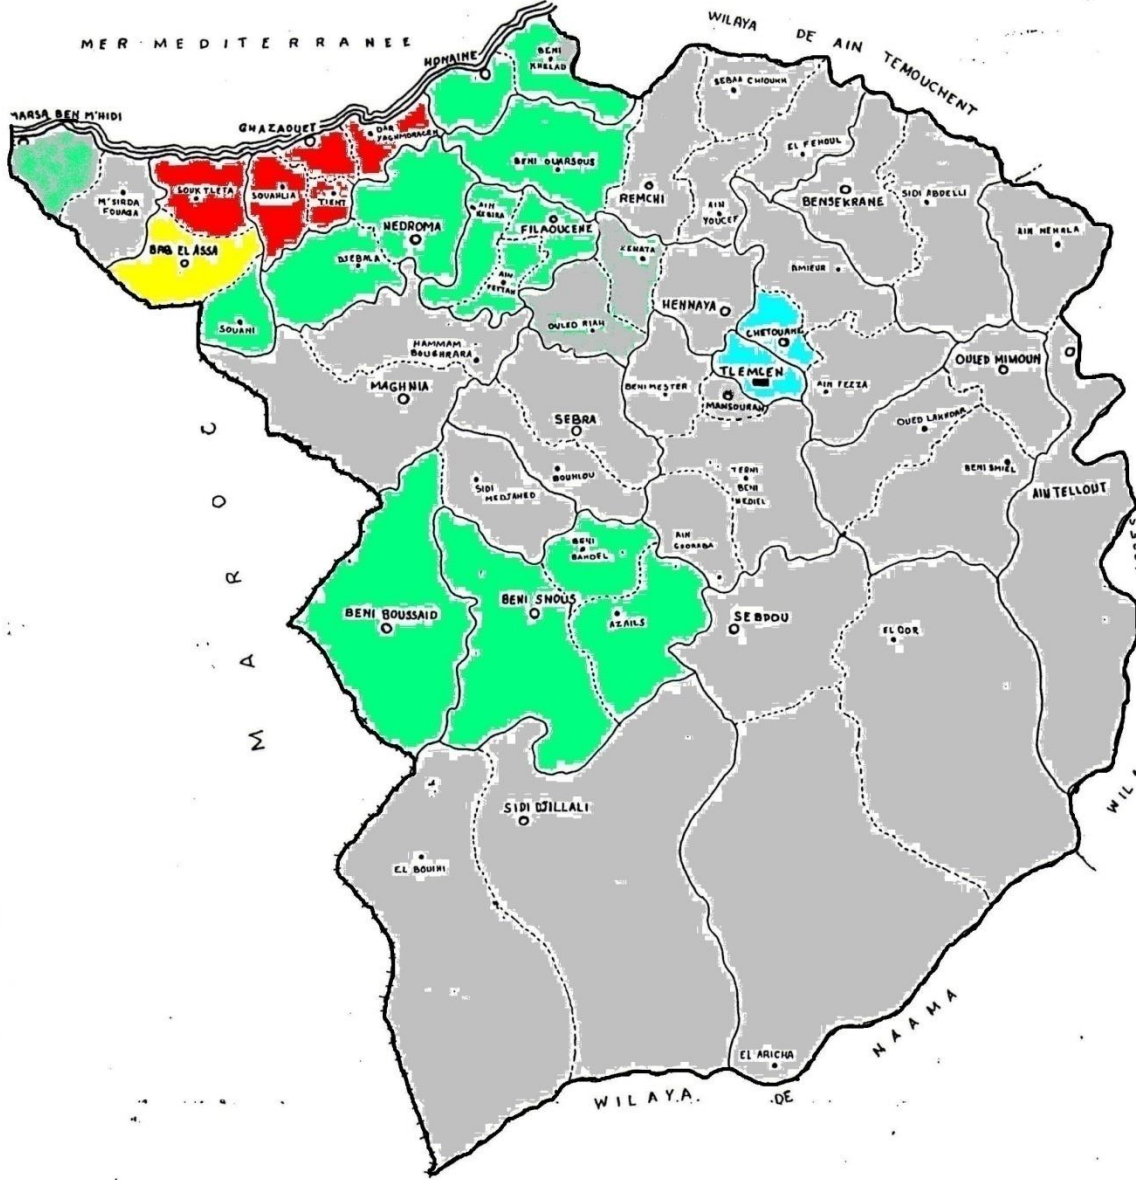 MER MEDITERRANEE
WILAYA DE AIN TEMOUCHENT
MARSA BEN M'HIDI
GHAZAOUET
HONAINE
BENI KHELAD
DAR YAGHMORACEN
SEBAA CHIOUKH
M'SIRDA FOUAGA
SOUK TLETA
SOUAHLIA
TIENT
BENI OUARSOUS
EL FEHOUL
REMCHI
BENSEKRANE
SIDI ABDELLI
AIN YOUCEF
AIN KEBIRA
NEDROMA
FILAOUCENE
AIN NEHALA
BAB EL ASSA
DJEBALA
AIN FETTAH
ZENATA
AMIEUR
SOUANI
OULED RIAH
HENNAYA
CHETOUANE
HAMMAM BOUGHRARA
MAGHNIA
BENI MESTER
TLEMCEN
MANSOURAH
AIN FEZZA
OULED MIMOUN
SEBRA
OUED LAKHDAR
SIDI MEDJAHED
BOUHLOU
TERNI BENI HEDIEL
BENI SMIEL
AIN TELLOUT
BENI BAHDEL
AIN GORABA
BENI BOUSSAID
BENI SNOUS
AZAILS
SEBDOU
EL GOR
MAROC
SIDI DJILLALI
EL BOUIHI
EL ARICHA
WILAYA DE NAAMA
WILA